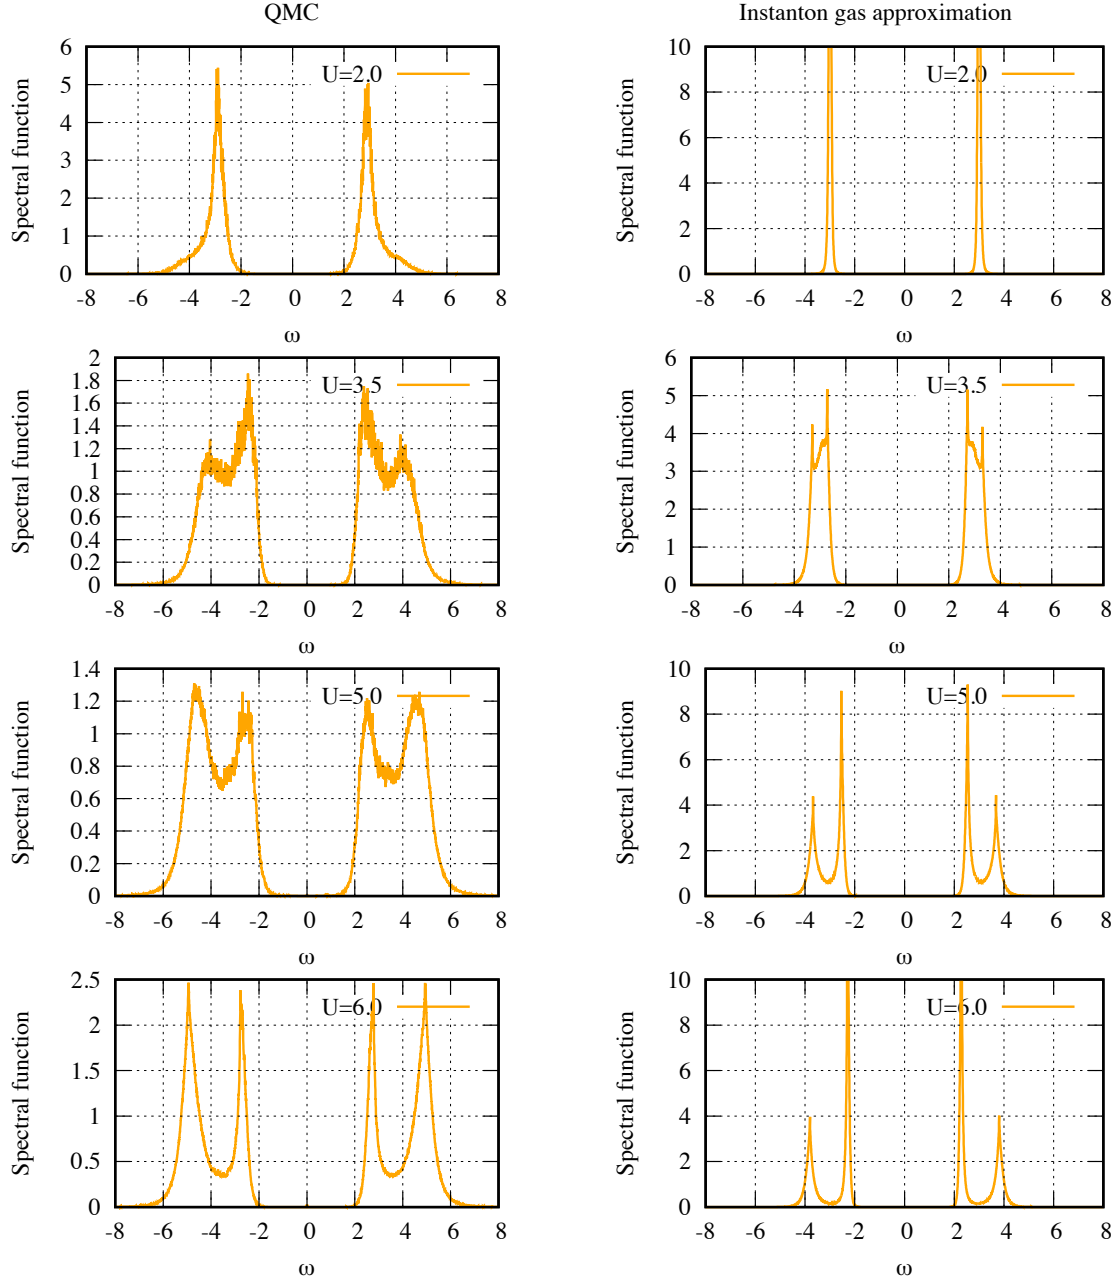 QMC
Instanton gas approximation
Spectral function
6
5
4
3
2
1
0
U=2.0
-8 -6 -4 -2 0 2 4 6 8
ω
Spectral function
10
8
6
4
2
0
U=2.0
-8 -6 -4 -2 0 2 4 6 8
ω
Spectral function
2
1.8
1.6
1.4
1.2
1
0.8
0.6
0.4
0.2
0
U=3.5
-8 -6 -4 -2 0 2 4 6 8
ω
Spectral function
6
5
4
3
2
1
0
U=3.5
-8 -6 -4 -2 0 2 4 6 8
ω
Spectral function
1.4
1.2
1
0.8
0.6
0.4
0.2
0
U=5.0
-8 -6 -4 -2 0 2 4 6 8
ω
Spectral function
10
8
6
4
2
0
U=5.0
-8 -6 -4 -2 0 2 4 6 8
ω
Spectral function
2.5
2
1.5
1
0.5
0
U=6.0
-8 -6 -4 -2 0 2 4 6 8
ω
Spectral function
10
8
6
4
2
0
U=6.0
-8 -6 -4 -2 0 2 4 6 8
ω